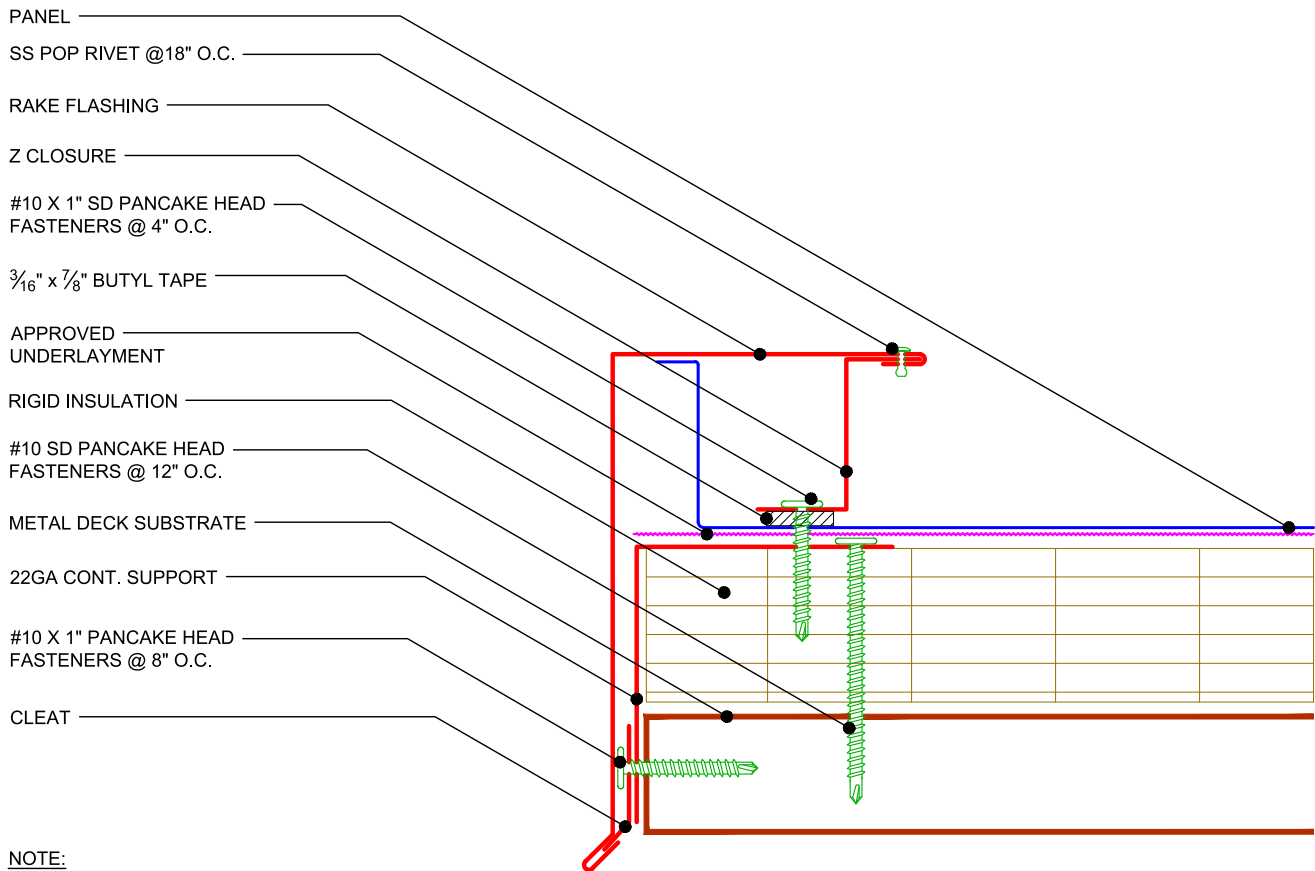 PANEL
SS POP RIVET @18" O.C.
RAKE FLASHING
Z CLOSURE
#10 X 1" SD PANCAKE HEAD
FASTENERS @ 4" O.C.
3/16" x 7/8" BUTYL TAPE
APPROVED
UNDERLAYMENT
RIGID INSULATION
#10 SD PANCAKE HEAD
FASTENERS @ 12" O.C.
METAL DECK SUBSTRATE
22GA CONT. SUPPORT
#10 X 1" PANCAKE HEAD
FASTENERS @ 8" O.C.
CLEAT
NOTE: